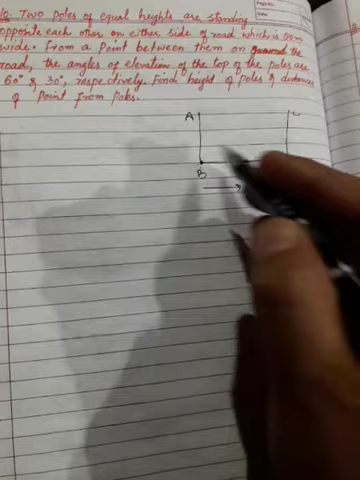 Two poles of equal heights are standing
opposite each other on either side of road which is 80m
wide. From a Point between them on the
road, the angles of elevation of the top of the poles are
60° & 30°, respectively. Find height of poles & distances
of Point from Poles.
A
B